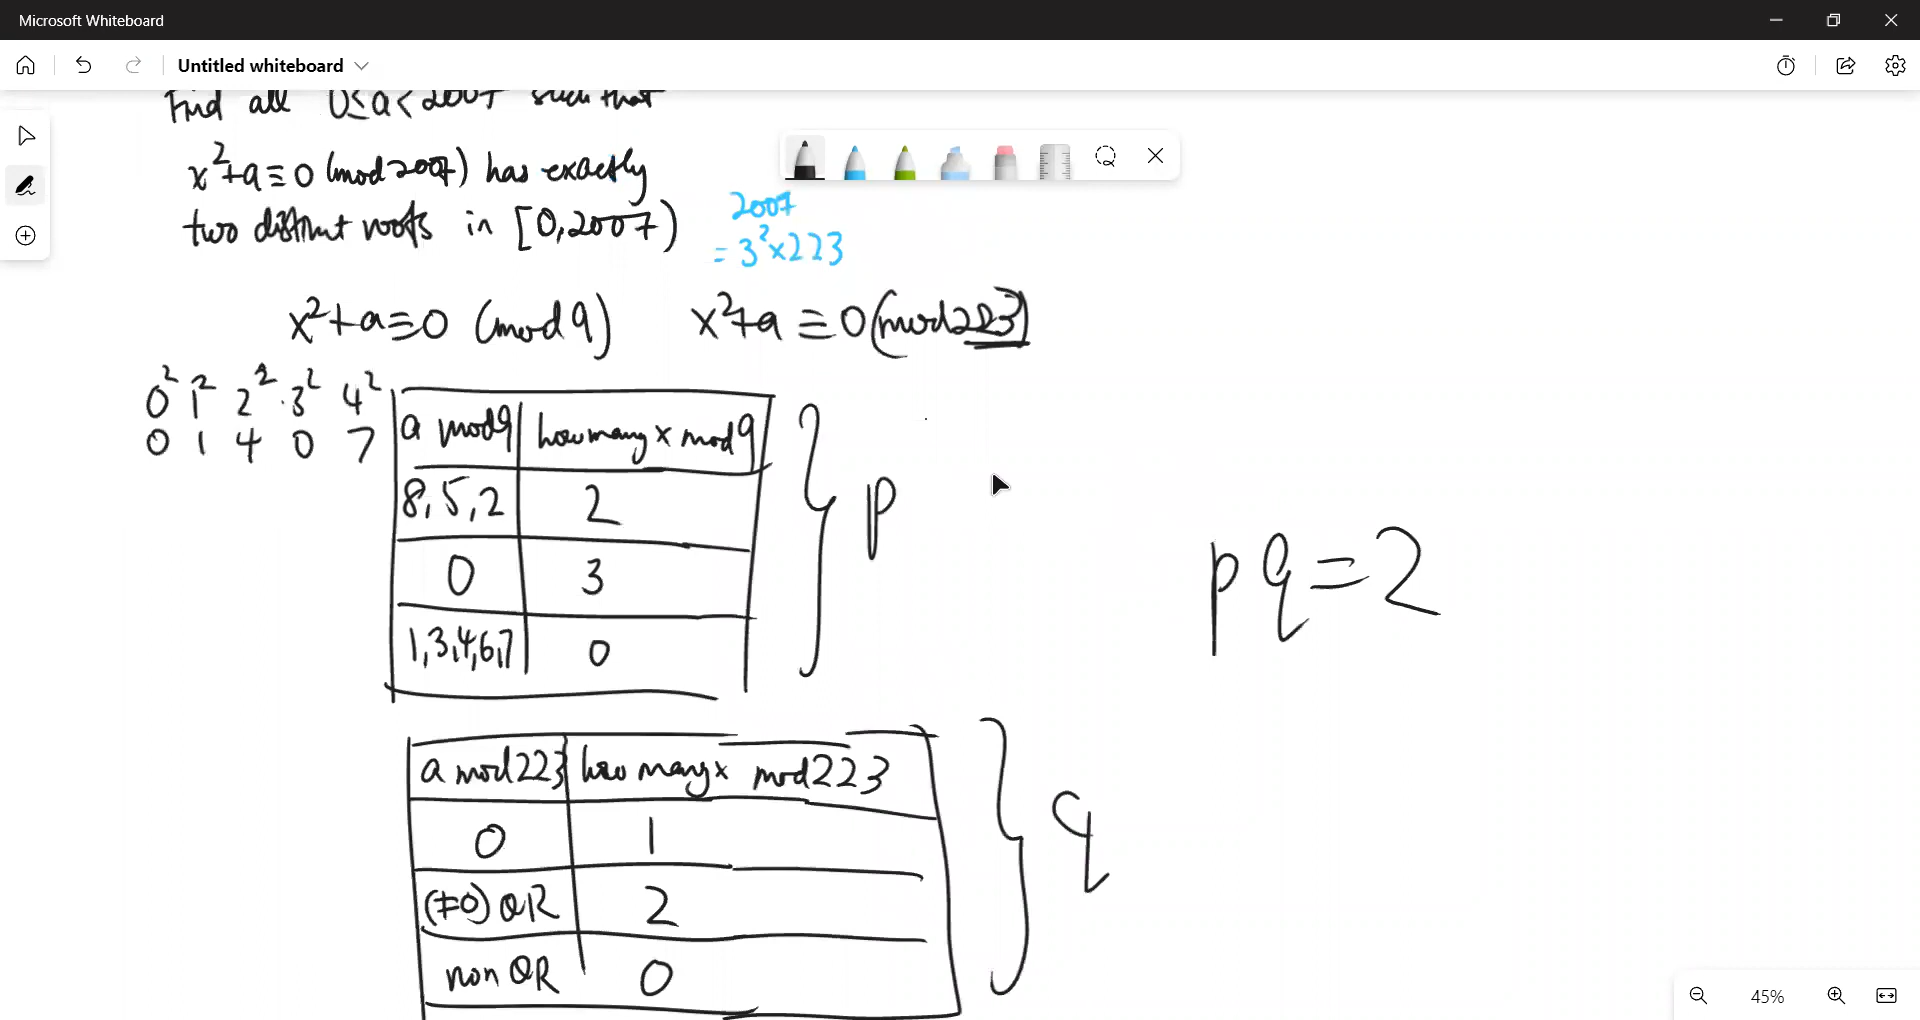 Microsoft Whiteboard
Untitled whiteboard
Find all 0≤a<2007 such that
x²+a≡0 (mod 2007) has exactly
two distinct roots in [0,2007)
2007
= 3²×223
x²+a≡0 (mod 9) x²+a≡0 (mod 223)
0² 1² 2² 3² 4²
0 1 4 0 7
a mod 9 how many x mod 9
8,5,2 2
0 3
1,3,4,6,7 0
p
pq=2
a mod 223 how many x mod 223
0 1
(≠0) QR 2
non QR 0
q
45%